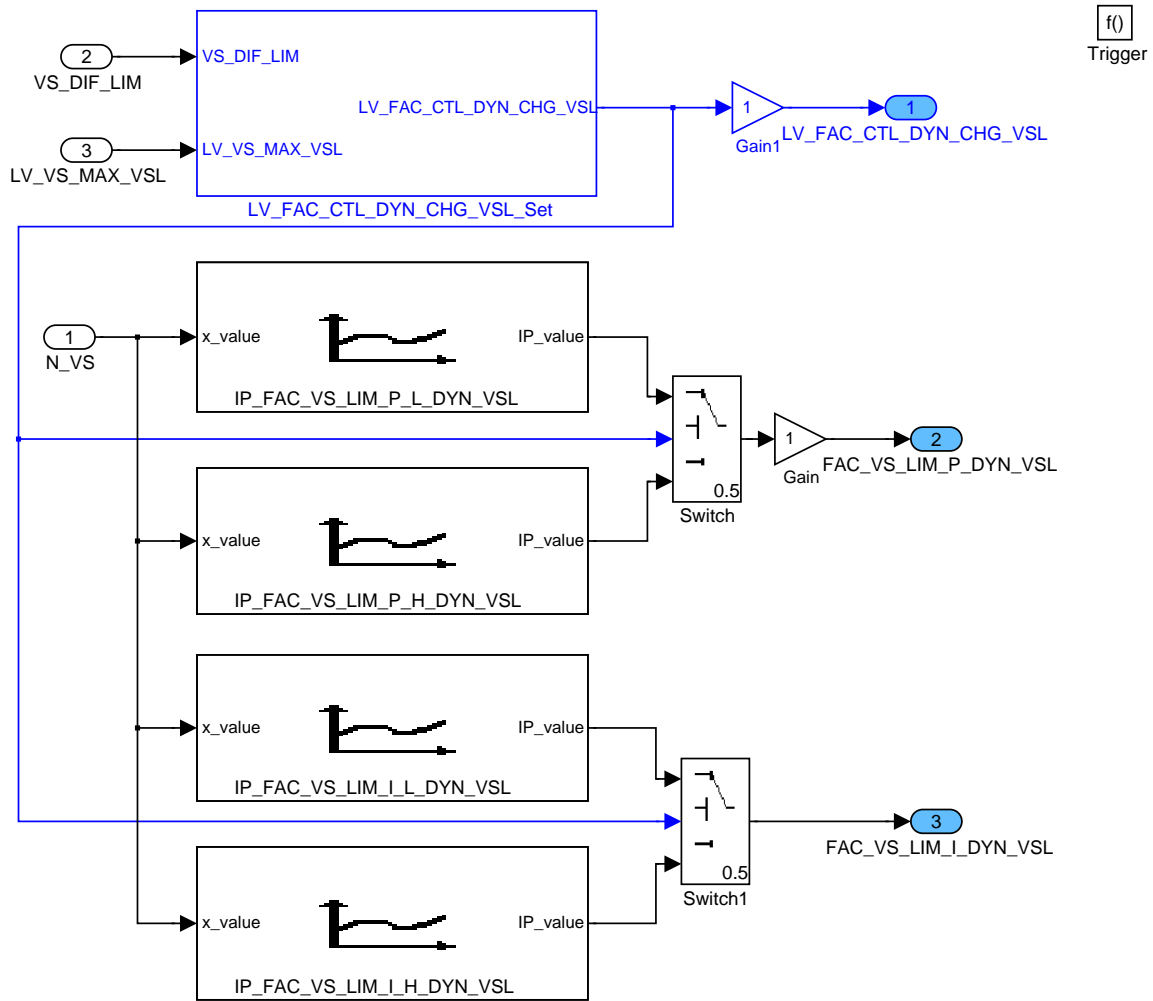 f()
Trigger
2
VS_DIF_LIM
VS_DIF_LIM
LV_FAC_CTL_DYN_CHG_VSL
1
Gain1
1
LV_FAC_CTL_DYN_CHG_VSL
3
LV_VS_MAX_VSL
LV_VS_MAX_VSL
LV_FAC_CTL_DYN_CHG_VSL_Set
1
N_VS
x_value
IP_value
IP_FAC_VS_LIM_P_L_DYN_VSL
0.5
Switch
1
Gain
2
FAC_VS_LIM_P_DYN_VSL
x_value
IP_value
IP_FAC_VS_LIM_P_H_DYN_VSL
x_value
IP_value
IP_FAC_VS_LIM_I_L_DYN_VSL
0.5
Switch1
3
FAC_VS_LIM_I_DYN_VSL
x_value
IP_value
IP_FAC_VS_LIM_I_H_DYN_VSL